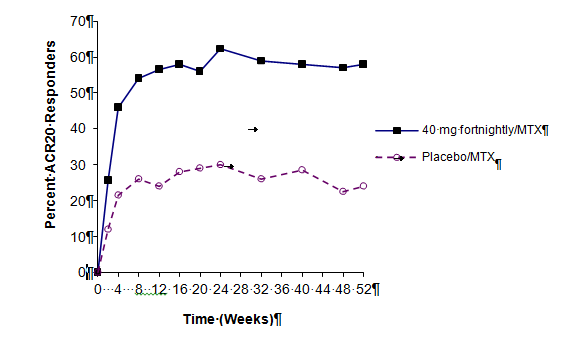 70¶
60¶
50¶
40
30¶
20¶
10¶
0¶
Percent·ACR20·Responders
0···4···8··12·16·20·24·28·32·36·40·44·48·52¶
Time·(Weeks)¶
40·mg·fortnightly/MTX¶
Placebo/MTX¶